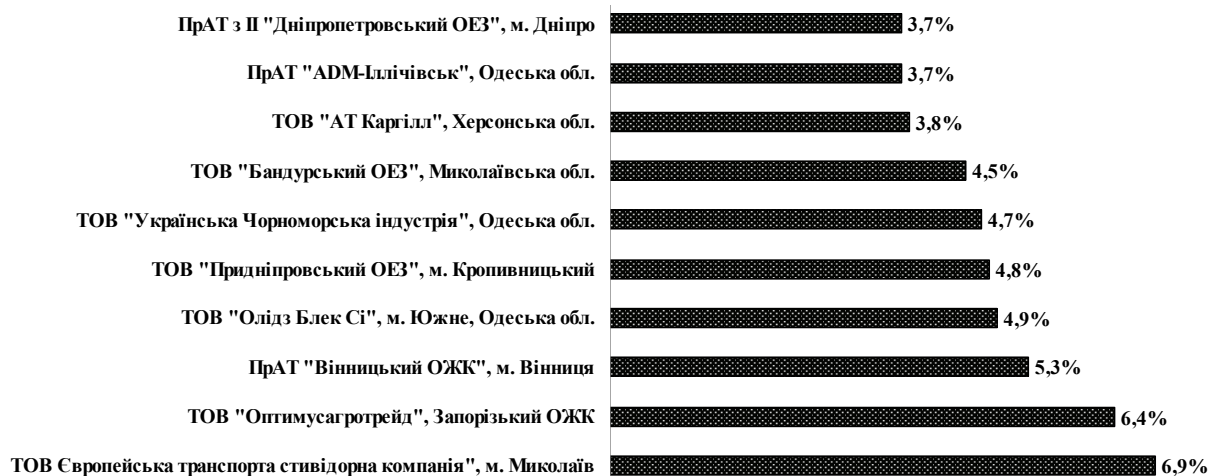 ПрАТ з ІІ "Дніпропетровський ОЕЗ", м. Дніпро 3,7%
ПрАТ "ADM-Іллічівськ", Одеська обл. 3,7%
ТОВ "АТ Каргілл", Херсонська обл. 3,8%
ТОВ "Бандурський ОЕЗ", Миколаївська обл. 4,5%
ТОВ "Українська Чорноморська індустрія", Одеська обл. 4,7%
ТОВ "Придніпровський ОЕЗ", м. Кропивницький 4,8%
ТОВ "Олідз Блек Сі", м. Южне, Одеська обл. 4,9%
ПрАТ "Вінницький ОЖК", м. Вінниця 5,3%
ТОВ "Оптимусагротрейд", Запорізький ОЖК 6,4%
ТОВ Європейська транспорта стивідорна компанія", м. Миколаїв 6,9%